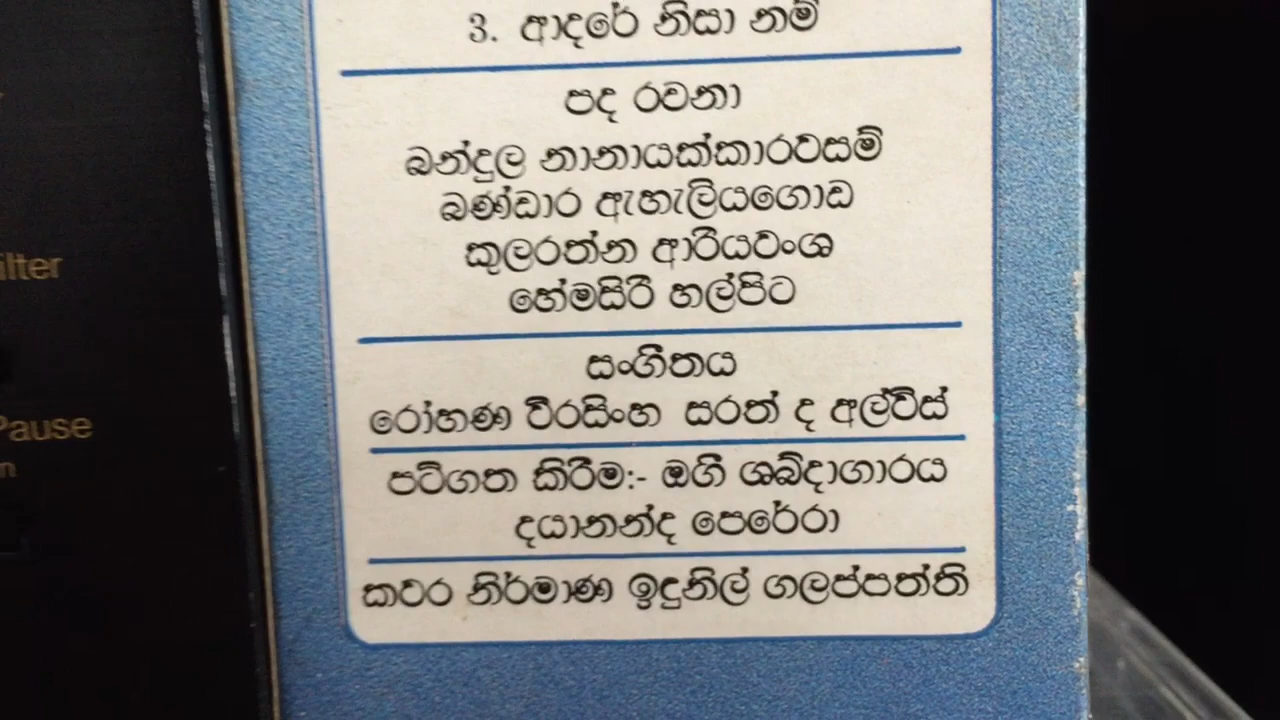 3. ආදරේ නිසා නම්
පද රචනා
බන්දුල නානායක්කාරවසම්
බණ්ඩාර ඇහැලියගොඩ
කුලරත්න ආරියවංශ
හේමසිරි හල්පිට
සංගීතය
රෝහණ වීරසිංහ සරත් ද අල්විස්
පටිගත කිරීම:- ඔගී ශබ්දාගාරය
දයානන්ද පෙරේරා
කවර නිර්මාණ ඉඳුනිල් ගලප්පත්ති
ilter
Pause
n